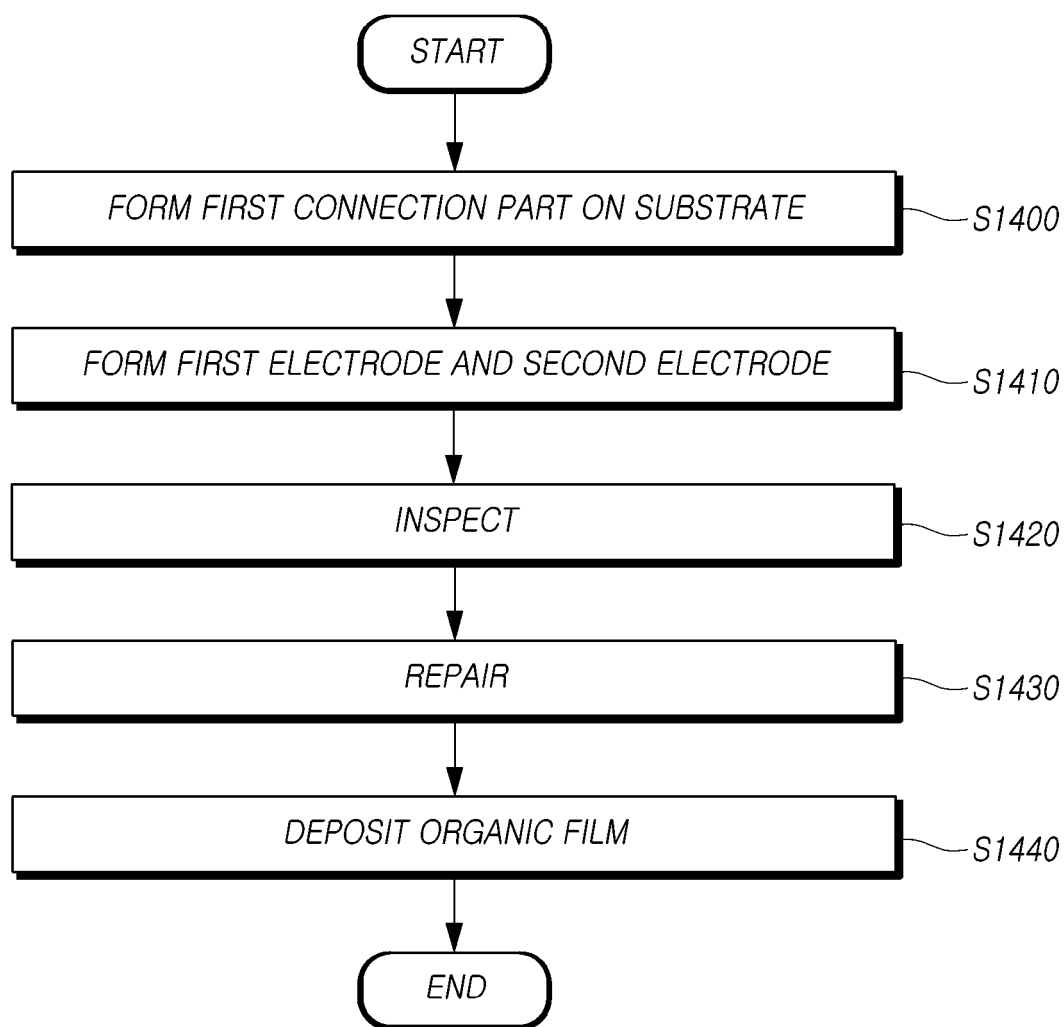 START
FORM FIRST CONNECTION PART ON SUBSTRATE
S1400
FORM FIRST ELECTRODE AND SECOND ELECTRODE
S1410
INSPECT
S1420
REPAIR
S1430
DEPOSIT ORGANIC FILM
S1440
END